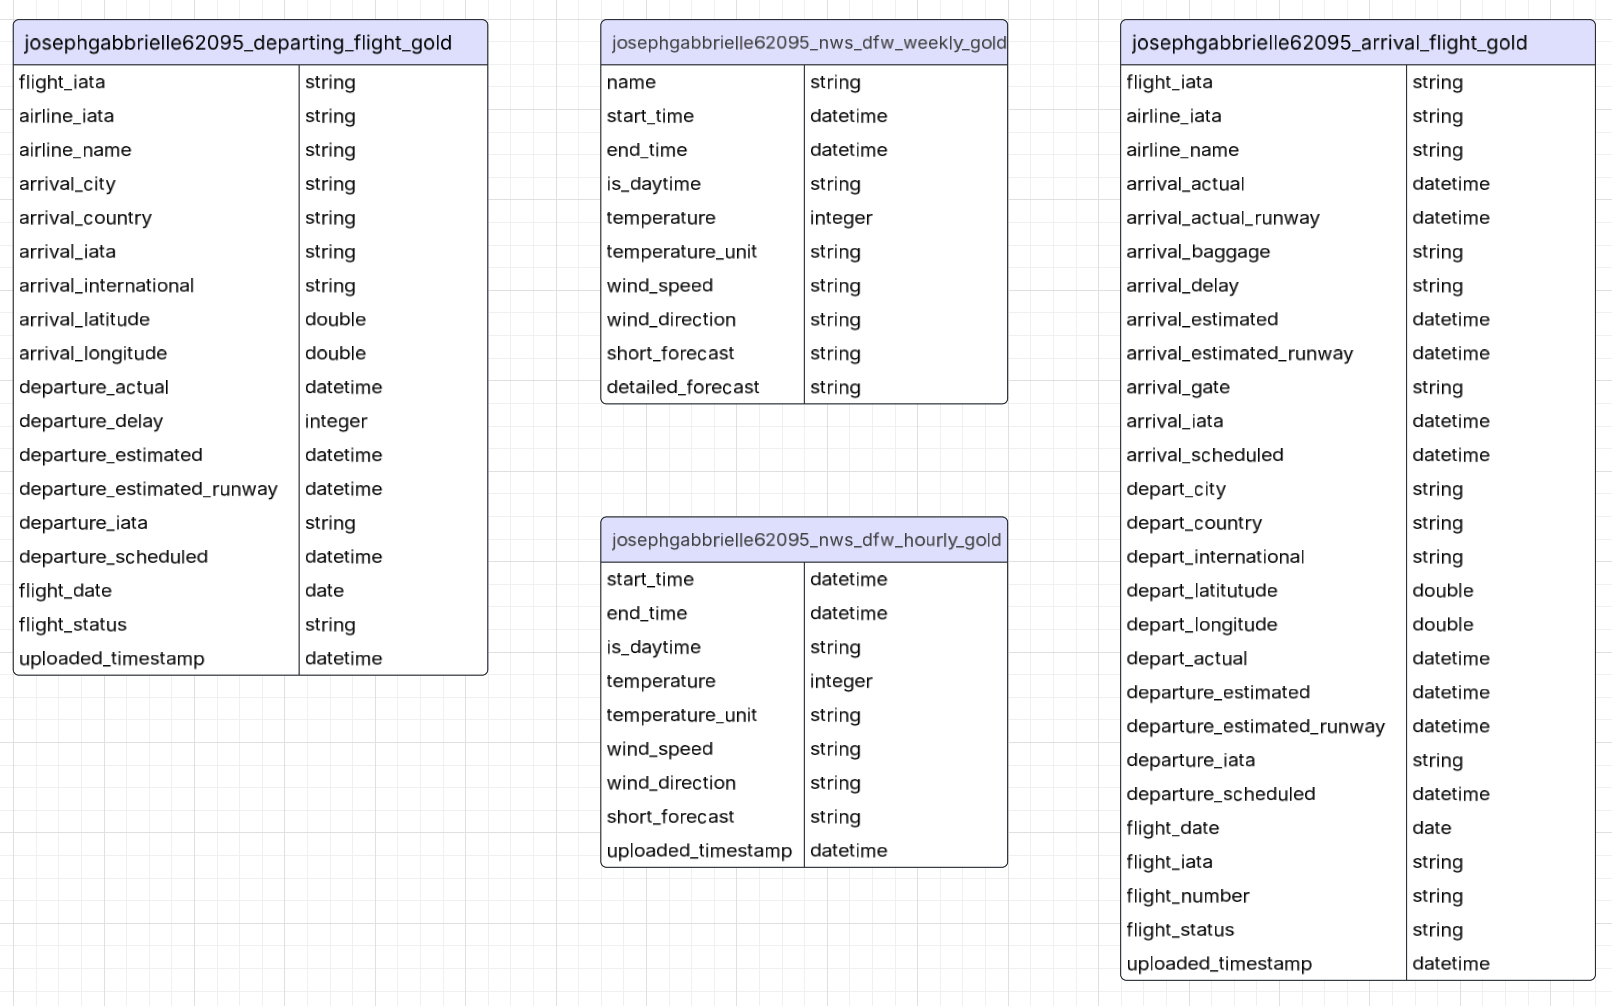 josephgabbrielle62095_departing_flight_gold
flight_iata string
airline_iata string
airline_name string
arrival_city string
arrival_country string
arrival_iata string
arrival_international string
arrival_latitude double
arrival_longitude double
departure_actual datetime
departure_delay integer
departure_estimated datetime
departure_estimated_runway datetime
departure_iata string
departure_scheduled datetime
flight_date date
flight_status string
uploaded_timestamp datetime
josephgabbrielle62095_nws_dfw_weekly_gold
name string
start_time datetime
end_time datetime
is_daytime string
temperature integer
temperature_unit string
wind_speed string
wind_direction string
short_forecast string
detailed_forecast string
josephgabbrielle62095_nws_dfw_hourly_gold
start_time datetime
end_time datetime
is_daytime string
temperature integer
temperature_unit string
wind_speed string
wind_direction string
short_forecast string
uploaded_timestamp datetime
josephgabbrielle62095_arrival_flight_gold
flight_iata string
airline_iata string
airline_name string
arrival_actual datetime
arrival_actual_runway datetime
arrival_baggage string
arrival_delay string
arrival_estimated datetime
arrival_estimated_runway datetime
arrival_gate string
arrival_iata datetime
arrival_scheduled datetime
depart_city string
depart_country string
depart_international string
depart_latitutude double
depart_longitude double
depart_actual datetime
departure_estimated datetime
departure_estimated_runway datetime
departure_iata string
departure_scheduled datetime
flight_date date
flight_iata string
flight_number string
flight_status string
uploaded_timestamp datetime